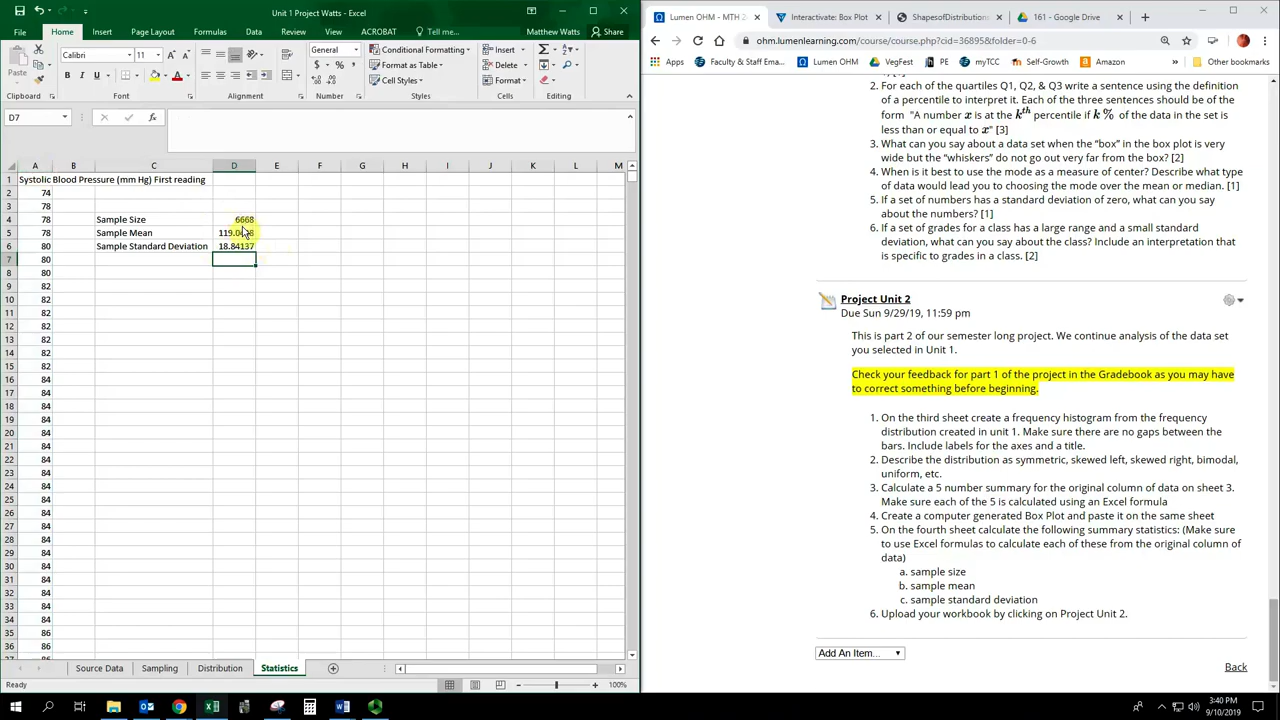 Unit 1 Project Watts - Excel
File
Home
Insert
Page Layout
Formulas
Data
Review
View
ACROBAT
Tell me...
Matthew Watts
Share
Paste
Clipboard
Calibri
11
B I U
Font
Alignment
General
$ % ,
Number
Conditional Formatting
Format as Table
Cell Styles
Styles
Insert
Delete
Format
Cells
Editing
D7
fx
A B C D E F G H I J K L M
1 Systolic Blood Pressure (mm Hg) First reading
2 74
3 78
4 78 Sample Size 6668
5 78 Sample Mean
6 80 Sample Standard Deviation 18.84137
7 80
8 80
9 82
10 82
11 82
12 82
13 82
14 82
15 82
16 84
17 84
18 84
19 84
20 84
21 84
22 84
23 84
24 84
25 84
26 84
27 84
28 84
29 84
30 84
31 84
32 84
33 84
34 84
35 86
36 86
Source Data
Sampling
Distribution
Statistics
Ready
100%
Lumen OHM - MTH 2
Interactivate: Box Plot
ShapesofDistributions
161 - Google Drive
ohm.lumenlearning.com/course/course.php?cid=36895&folder=0-6
Apps
Faculty & Staff Ema...
Lumen OHM
VegFest
PE
myTCC
Self-Growth
Amazon
Other bookmarks
2. For each of the quartiles Q1, Q2, & Q3 write a sentence using the definition
of a percentile to interpret it. Each of the three sentences should be of the
form "A number x is at the kth percentile if k % of the data in the set is
less than or equal to x" [3]
3. What can you say about a data set when the "box" in the box plot is very
wide but the "whiskers" do not go out very far from the box? [2]
4. When is it best to use the mode as a measure of center? Describe what type
of data would lead you to choosing the mode over the mean or median. [1]
5. If a set of numbers has a standard deviation of zero, what can you say
about the numbers? [1]
6. If a set of grades for a class has a large range and a small standard
deviation, what can you say about the class? Include an interpretation that
is specific to grades in a class. [2]
Project Unit 2
Due Sun 9/29/19, 11:59 pm
This is part 2 of our semester long project. We continue analysis of the data set
you selected in Unit 1.
Check your feedback for part 1 of the project in the Gradebook as you may have
to correct something before beginning.
1. On the third sheet create a frequency histogram from the frequency
distribution created in unit 1. Make sure there are no gaps between the
bars. Include labels for the axes and a title.
2. Describe the distribution as symmetric, skewed left, skewed right, bimodal,
uniform, etc.
3. Calculate a 5 number summary for the original column of data on sheet 3.
Make sure each of the 5 is calculated using an Excel formula
4. Create a computer generated Box Plot and paste it on the same sheet
5. On the fourth sheet calculate the following summary statistics: (Make sure
to use Excel formulas to calculate each of these from the original column of
data)
a. sample size
b. sample mean
c. sample standard deviation
6. Upload your workbook by clicking on Project Unit 2.
Add An Item...
Back
3:40 PM
9/10/2019